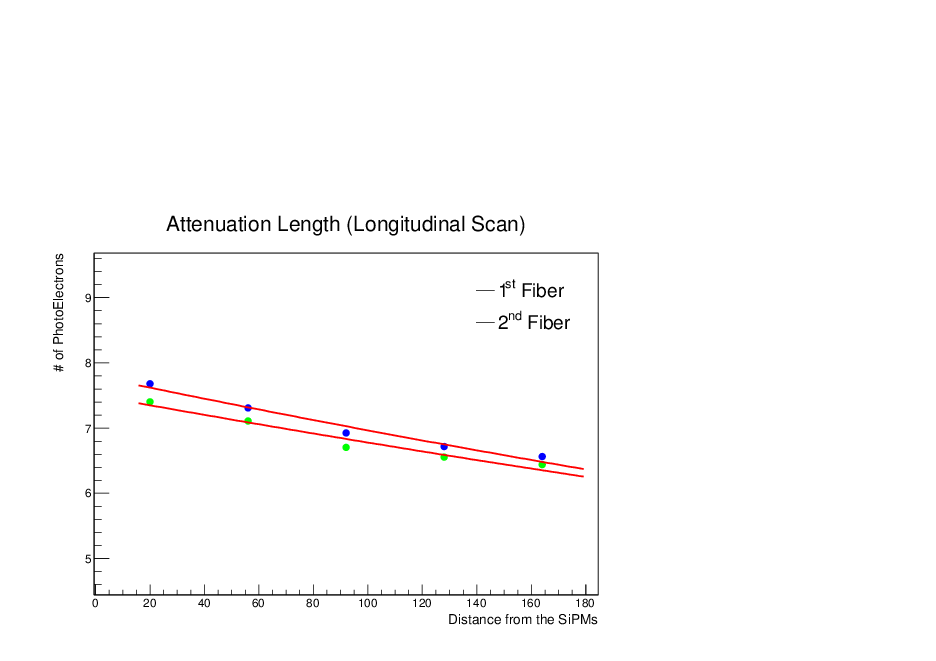 Attenuation Length (Longitudinal Scan)
# of PhotoElectrons
1st Fiber
2nd Fiber
9
8
7
6
5
0 20 40 60 80 100 120 140 160 180
Distance from the SiPMs